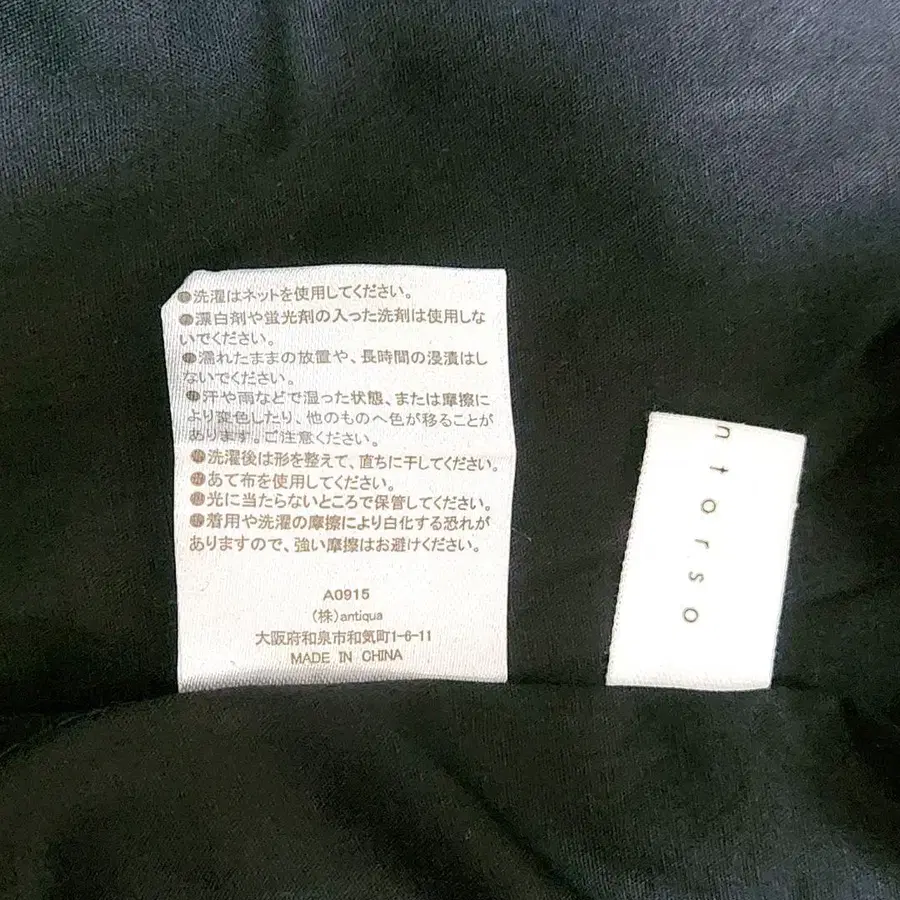 ●洗濯はネットを使用してください。
●漂白剤や蛍光剤の入った洗剤は使用しな
いでください。
●濡れたままの放置や、長時間の浸漬はし
ないでください。
●汗や雨などで湿った状態、または摩擦に
より変色したり、他のものへ色が移ることが
あります。ご注意ください。
●洗濯後は形を整えて、直ちに干してください。
●あて布を使用してください。
●光に当たらないところで保管してください。
●着用や洗濯の摩擦により白化する恐れが
ありますので、強い摩擦はお避けください。
A0915
(株)antiqua
大阪府和泉市和気町1-6-11
MADE IN CHINA
ntorso